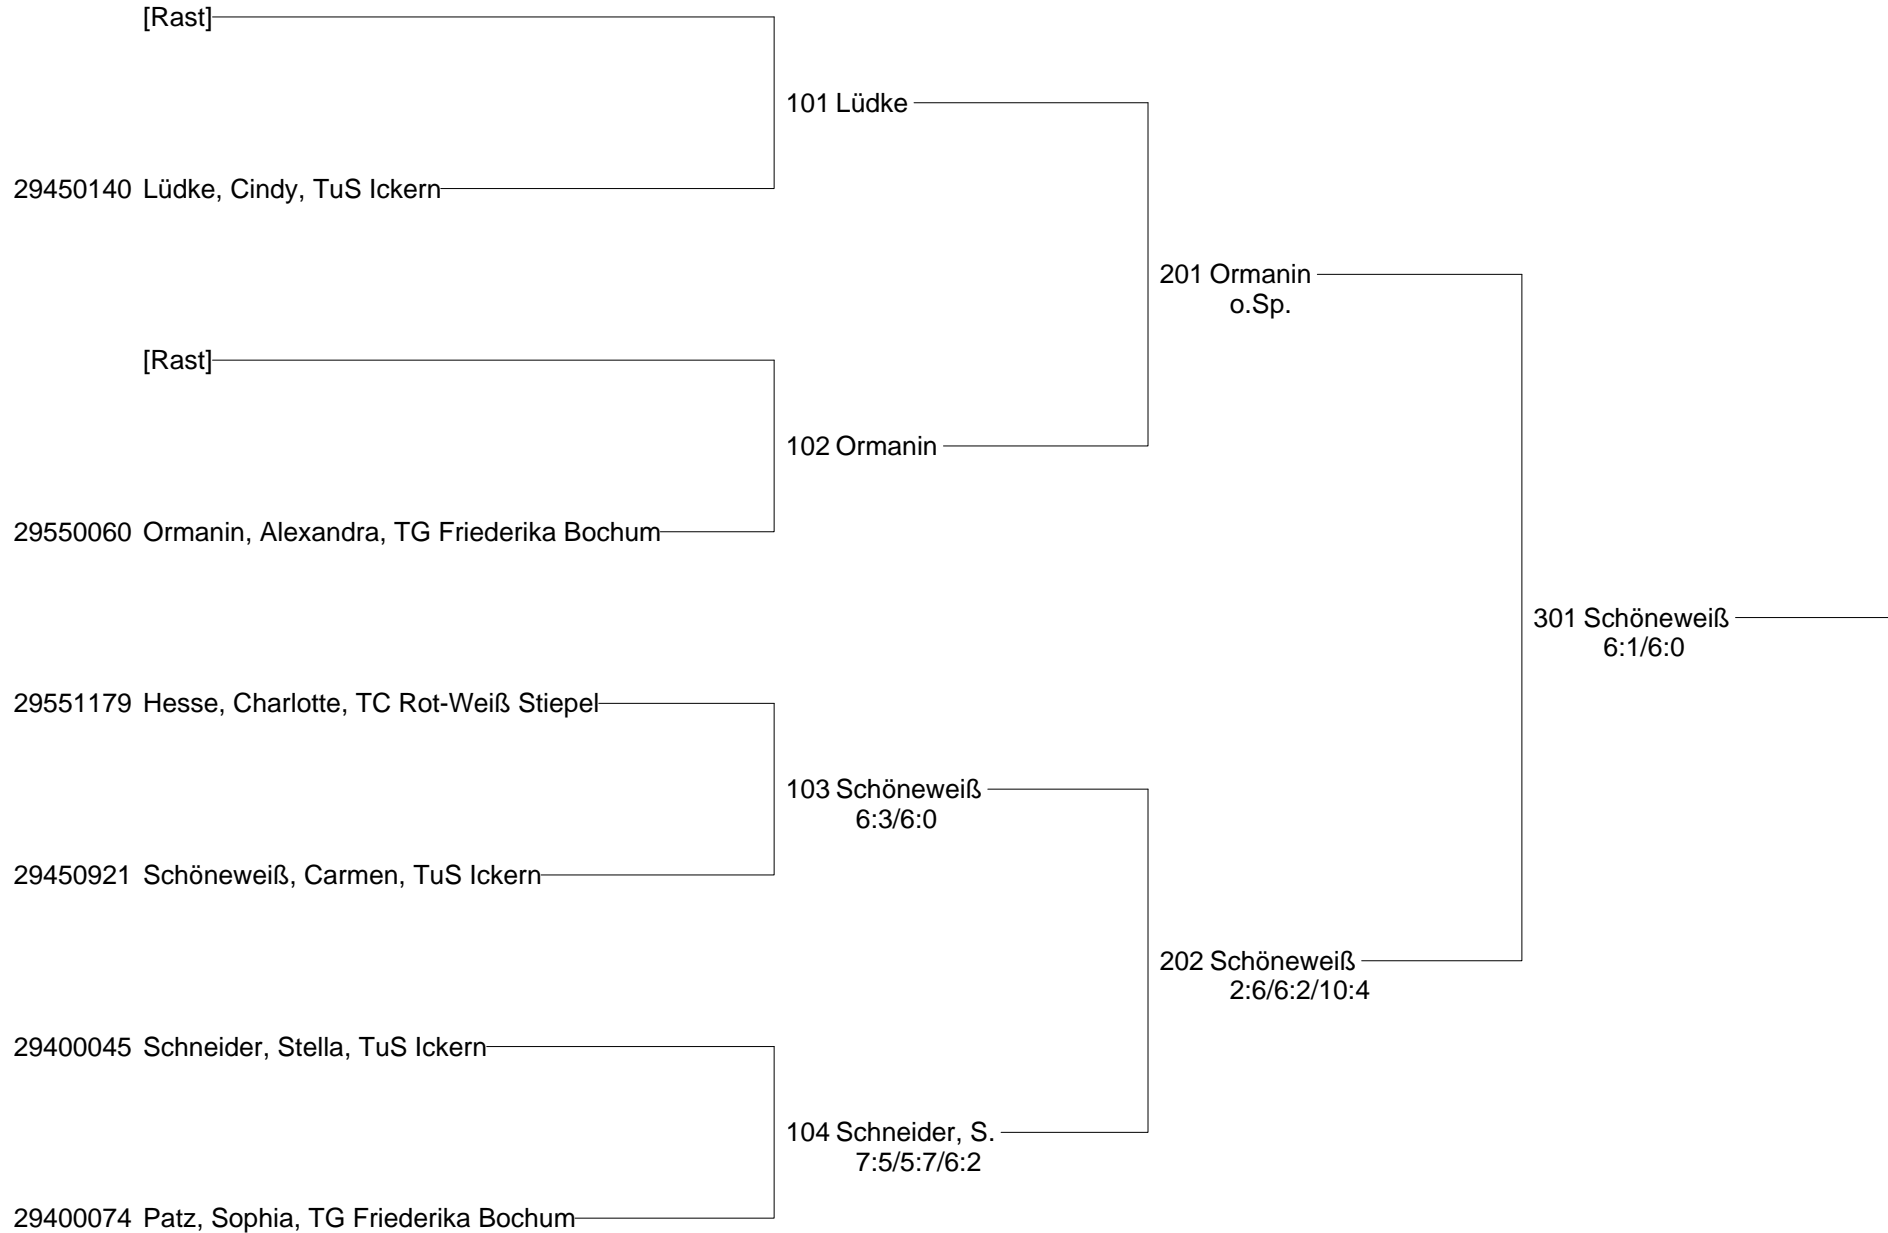 [Rast]
101 Lüdke
29450140 Lüdke, Cindy, TuS Ickern
201 Ormanin
o.Sp.
[Rast]
102 Ormanin
29550060 Ormanin, Alexandra, TG Friederika Bochum
301 Schöneweiß
6:1/6:0
29551179 Hesse, Charlotte, TC Rot-Weiß Stiepel
103 Schöneweiß
6:3/6:0
29450921 Schöneweiß, Carmen, TuS Ickern
202 Schöneweiß
2:6/6:2/10:4
29400045 Schneider, Stella, TuS Ickern
104 Schneider, S.
7:5/5:7/6:2
29400074 Patz, Sophia, TG Friederika Bochum